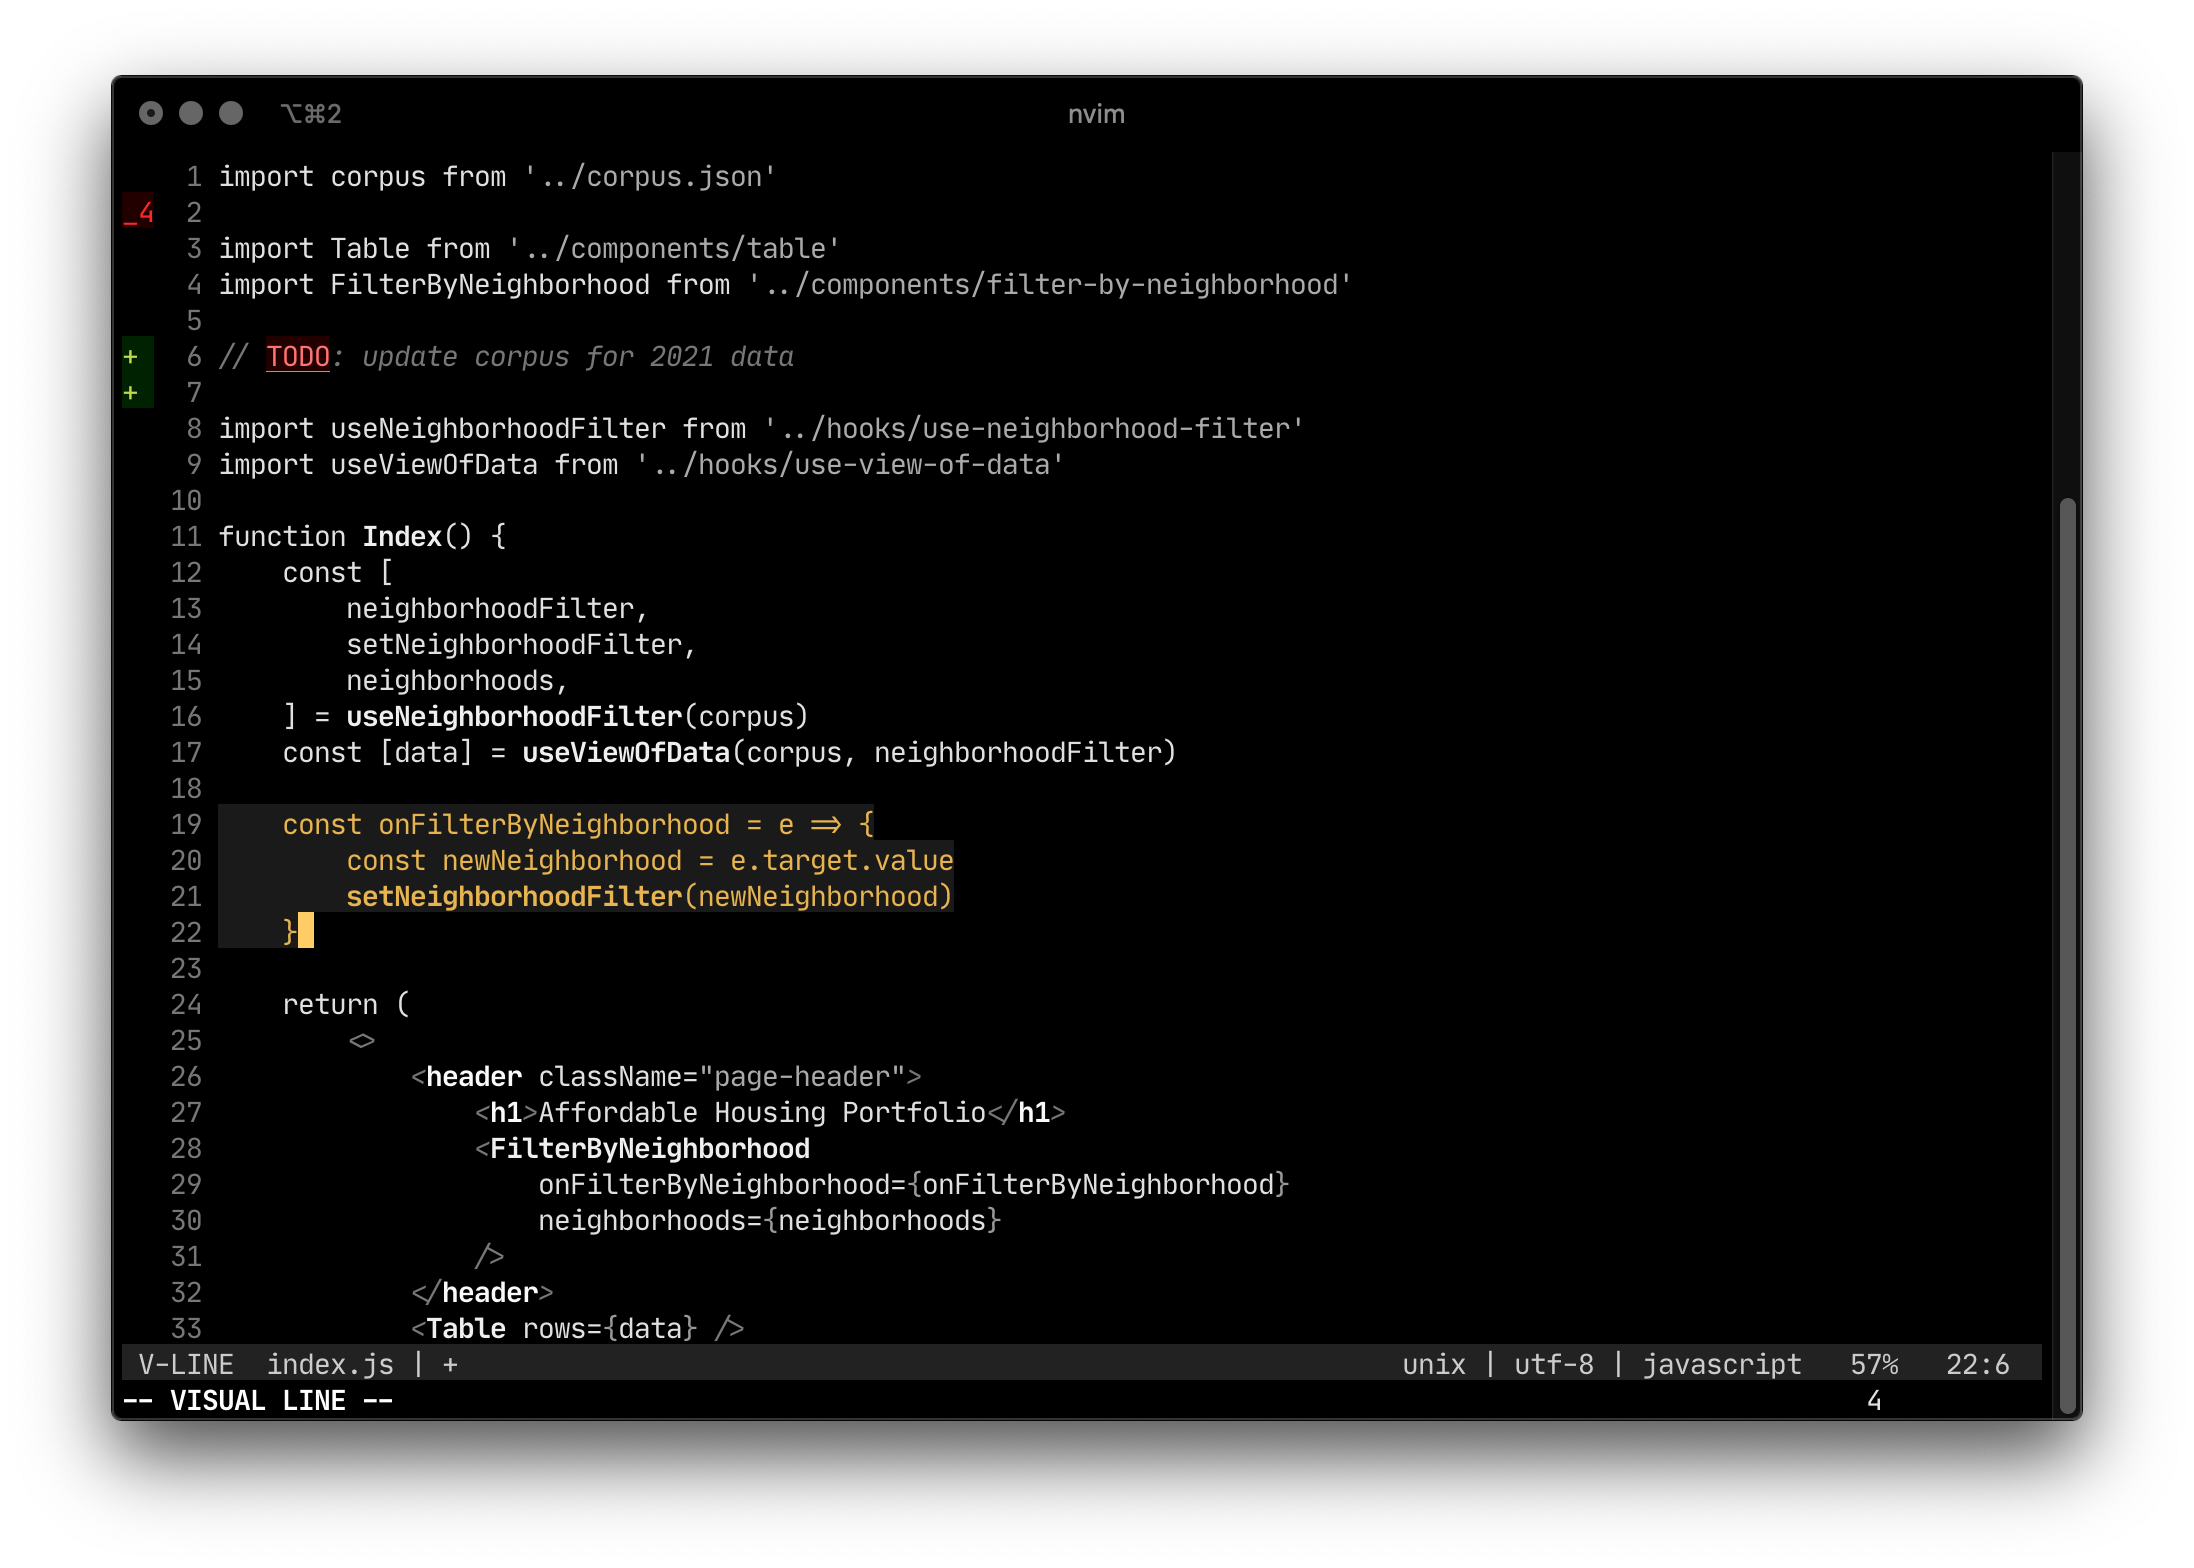 ⌥⌘2 nvim
1 import corpus from '../corpus.json'
_4 2
3 import Table from '../components/table'
4 import FilterByNeighborhood from '../components/filter-by-neighborhood'
5
+ 6 // TODO: update corpus for 2021 data
+ 7
8 import useNeighborhoodFilter from '../hooks/use-neighborhood-filter'
9 import useViewOfData from '../hooks/use-view-of-data'
10
11 function Index() {
12     const [
13         neighborhoodFilter,
14         setNeighborhoodFilter,
15         neighborhoods,
16     ] = useNeighborhoodFilter(corpus)
17     const [data] = useViewOfData(corpus, neighborhoodFilter)
18
19     const onFilterByNeighborhood = e => {
20         const newNeighborhood = e.target.value
21         setNeighborhoodFilter(newNeighborhood)
22     }
23
24     return (
25         <>
26             <header className="page-header">
27                 <h1>Affordable Housing Portfolio</h1>
28                 <FilterByNeighborhood
29                     onFilterByNeighborhood={onFilterByNeighborhood}
30                     neighborhoods={neighborhoods}
31                 />
32             </header>
33             <Table rows={data} />
V-LINE index.js | + unix | utf-8 | javascript 57% 22:6
-- VISUAL LINE -- 4